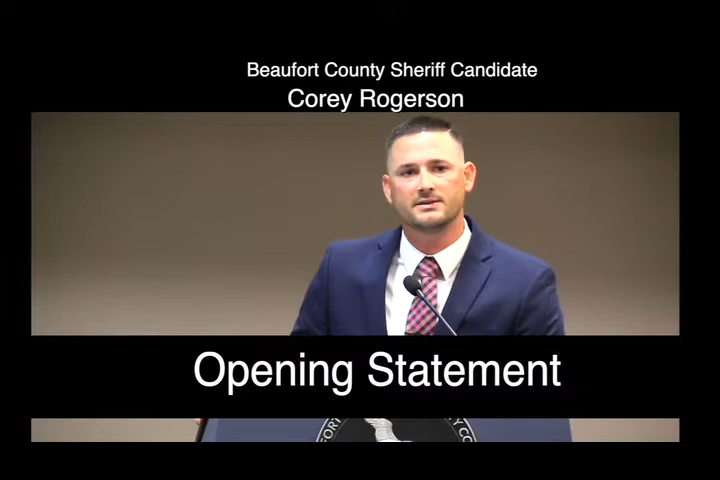 Beaufort County Sheriff Candidate
Corey Rogerson
Opening Statement